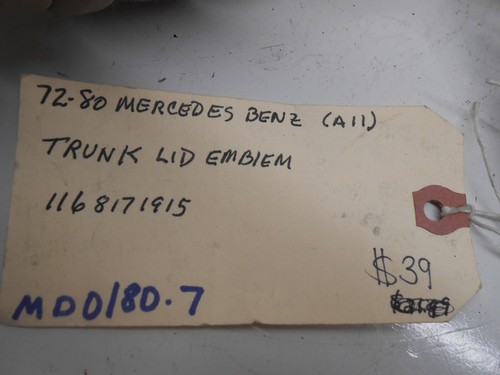 72-80 MERCEDES BENZ (All)
TRUNK LID EMBlEM
1168171915
$39
MDD180.7